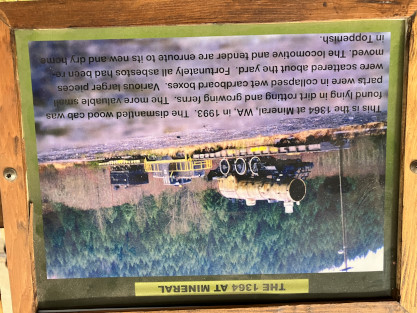 THE 1364 AT MINERAL
This is the 1364 at Mineral, WA, in 1993. The dismantled wood cab was
found lying in dirt rotting and growing ferns. The more valuable small
parts were in collapsed wet cardboard boxes. Various larger pieces
were scattered about the yard. Fortunately all asbestos had been re-
moved. The locomotive and tender are enroute to its new and dry home
in Toppenish.